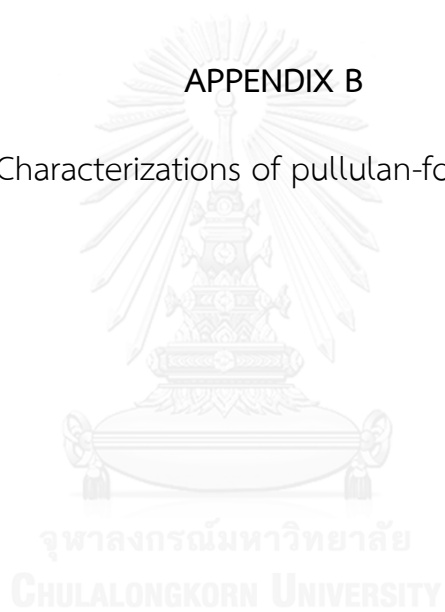 APPENDIX B
Characterizations of pullulan-fo
จุฬาลงกรณ์มหาวิทยาลัย
CHULALONGKORN UNIVERSITY